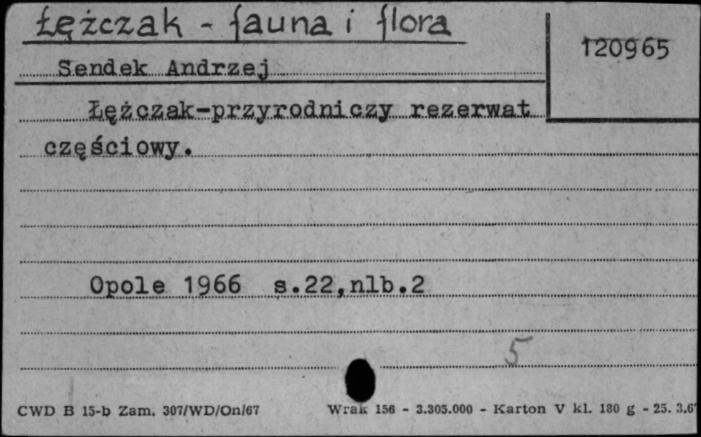 Łężczak - fauna i flora
120965
Sendek Andrzej
Łężczak-przyrodniczy rezerwat
częściowy.
Opole 1966 s.22,nlb.2
5
CWD B 15-b Zam. 307/WD/On/67 Wrak 156 - 3.305.000 - Karton V kl. 180 g - 25. 3.67